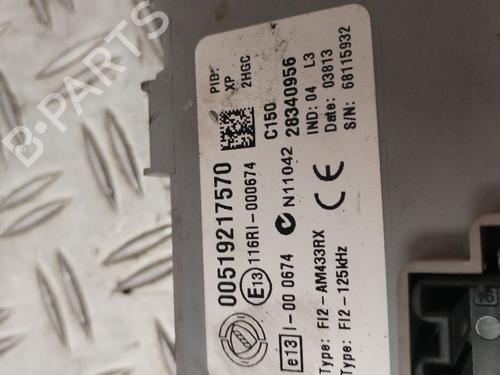 PIB
XP
2HGC
C150
28340956
IND: 04 L3
DATE: 03813
S/N: 68115932
00519217570
E13 116RI-000674
N11042
e13 I-00 0674
CE
Type: FI2-AM433RX
Type: FI2-125kHz
B-PARTS